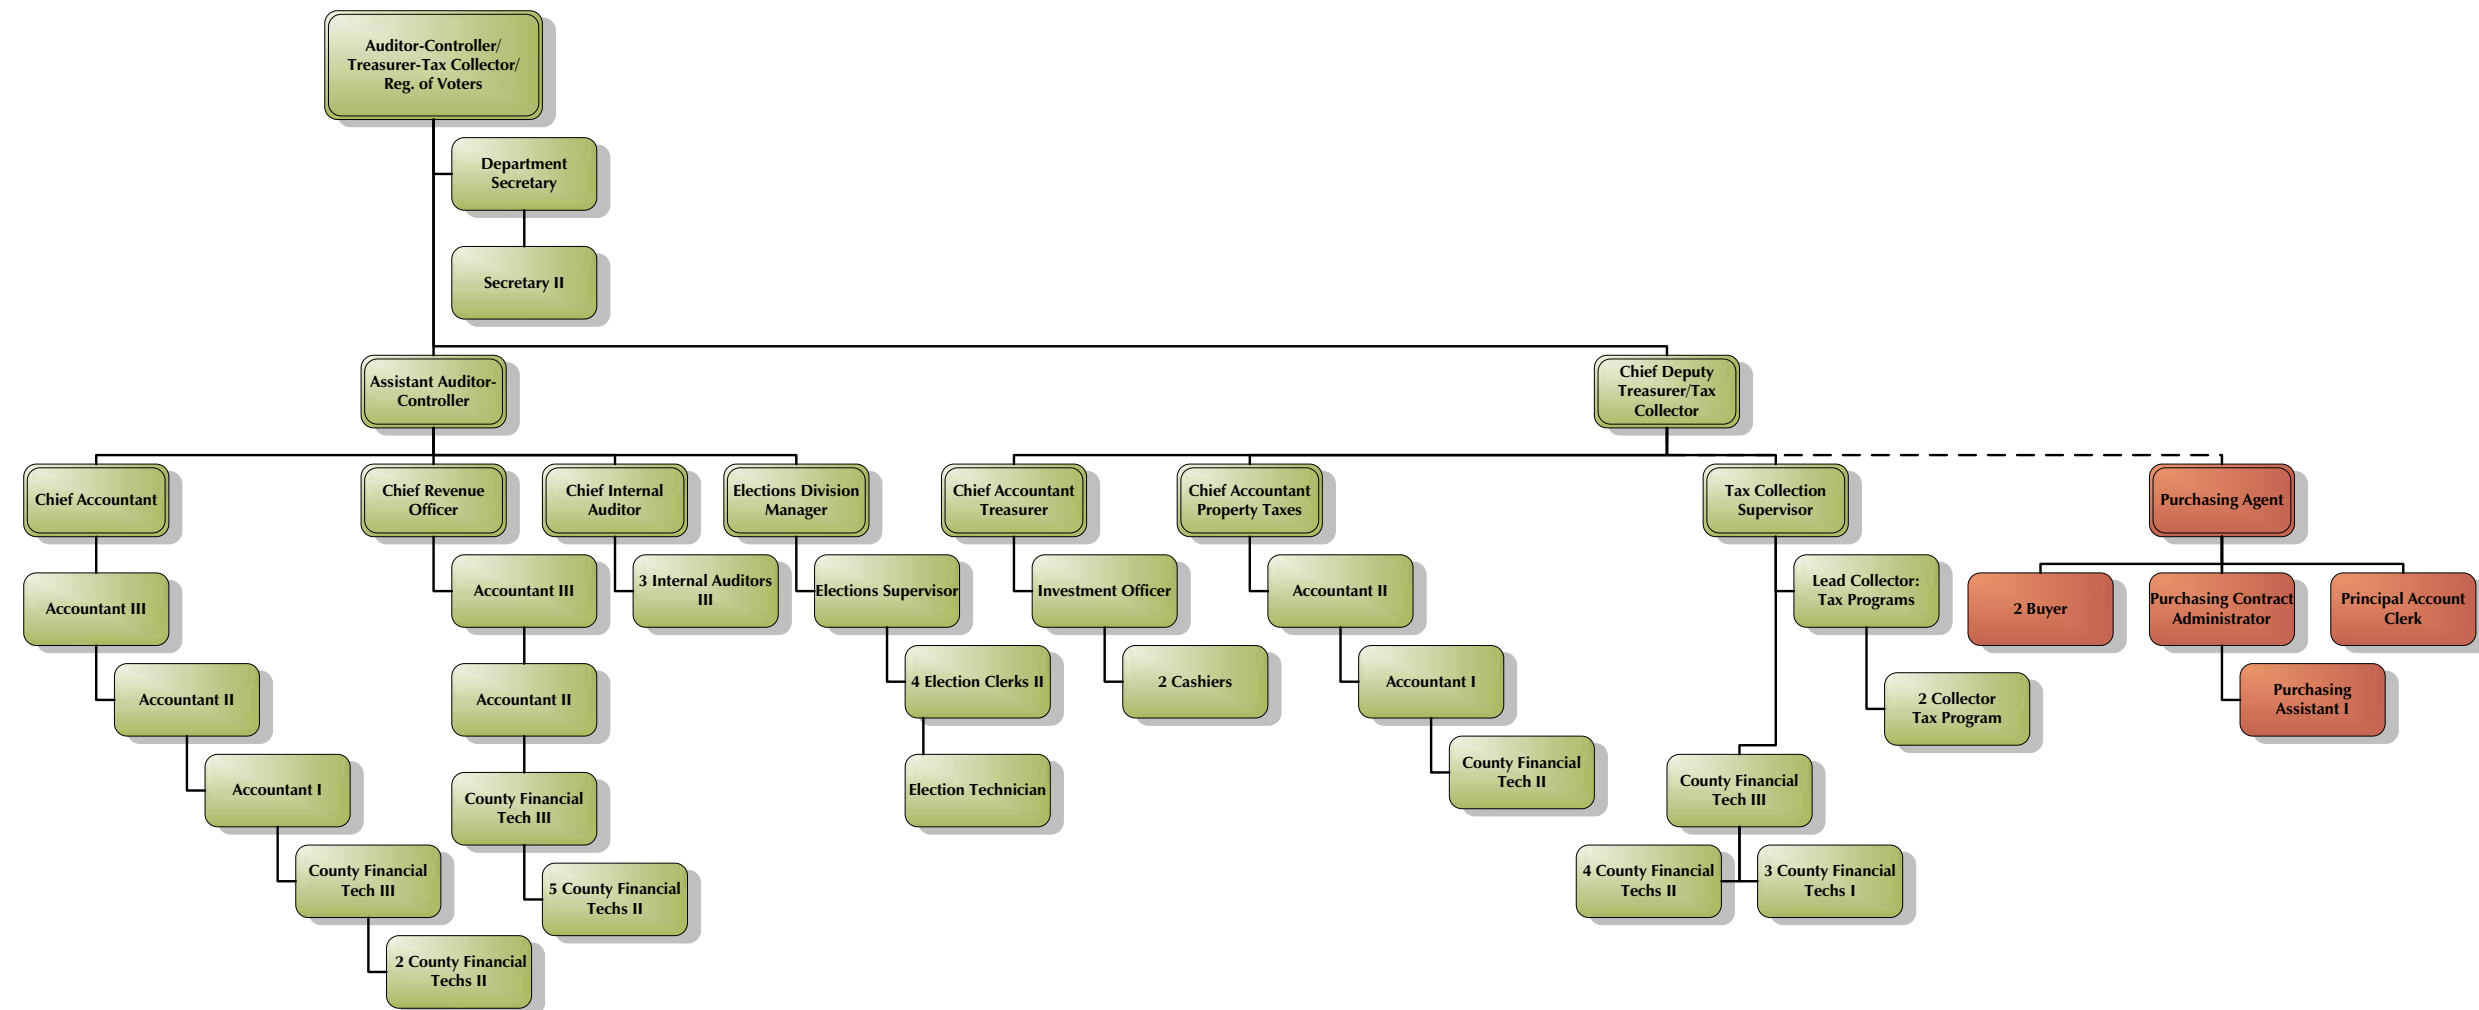 Auditor-Controller/
Treasurer-Tax Collector/
Reg. of Voters
Department
Secretary
Secretary II
Assistant Auditor-
Controller
Chief Deputy
Treasurer/Tax
Collector
Chief Accountant
Chief Revenue
Officer
Chief Internal
Auditor
Elections Division
Manager
Chief Accountant
Treasurer
Chief Accountant
Property Taxes
Tax Collection
Supervisor
Purchasing Agent
Accountant III
Accountant II
Accountant I
County Financial
Tech III
2 County Financial
Techs II
Accountant III
Accountant II
County Financial
Tech III
5 County Financial
Techs II
3 Internal Auditors
III
Elections Supervisor
4 Election Clerks II
Election Technician
Investment Officer
2 Cashiers
Accountant II
Accountant I
County Financial
Tech II
Lead Collector:
Tax Programs
2 Collector
Tax Program
County Financial
Tech III
4 County Financial
Techs II
3 County Financial
Techs I
2 Buyer
Purchasing Contract
Administrator
Principal Account
Clerk
Purchasing
Assistant I